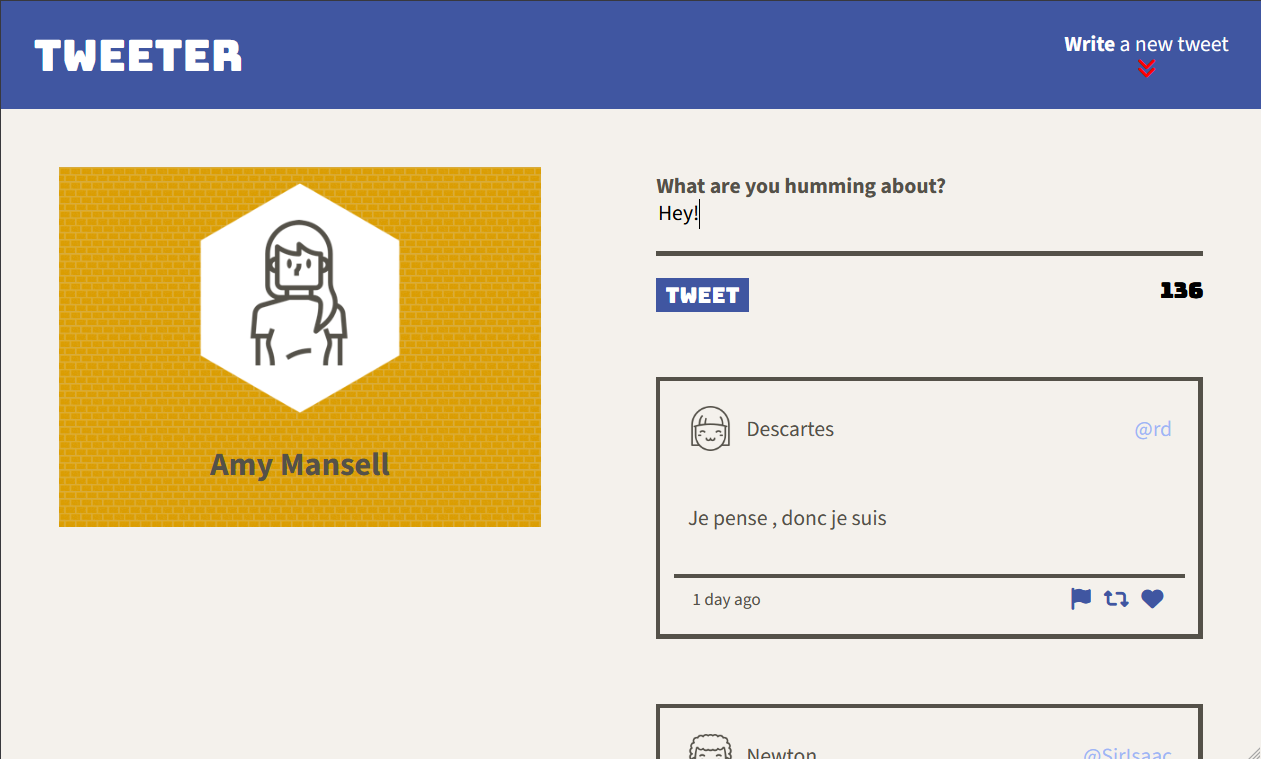 TWEETER
Write a new tweet
Amy Mansell
What are you humming about?
Hey!
TWEET
136
Descartes
@rd
Je pense , donc je suis
1 day ago
Newton
@SirIsaac